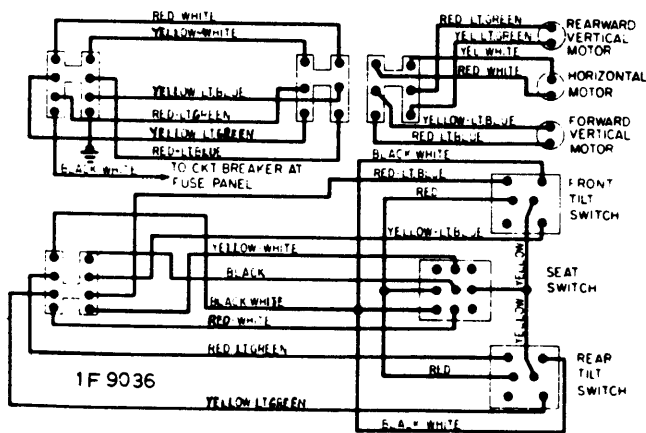 RED WHITE
YELLOW-WHITE
YELLOW LT.BLUE
RED-LT.GREEN
YELLOW LT.GREEN
RED-LT.BLUE
BLACK WHITE
TO CKT BREAKER AT
FUSE PANEL
RED LT.GREEN
YEL LT.GREEN
YEL WHITE
RED WHITE
YELLOW-LT.BLUE
RED LT.BLUE
REARWARD
VERTICAL
MOTOR
HORIZONTAL
MOTOR
FORWARD
VERTICAL
MOTOR
BLACK WHITE
RED-LT.BLUE
RED
YELLOW-LT.BLUE
FRONT
TILT
SWITCH
YELLOW-WHITE
BLACK
BLACK WHITE
RED-WHITE
YELLOW
SEAT
SWITCH
YELLOW
RED LT.GREEN
RED
REAR
TILT
SWITCH
1F 9036
YELLOW LT.GREEN
BLACK WHITE